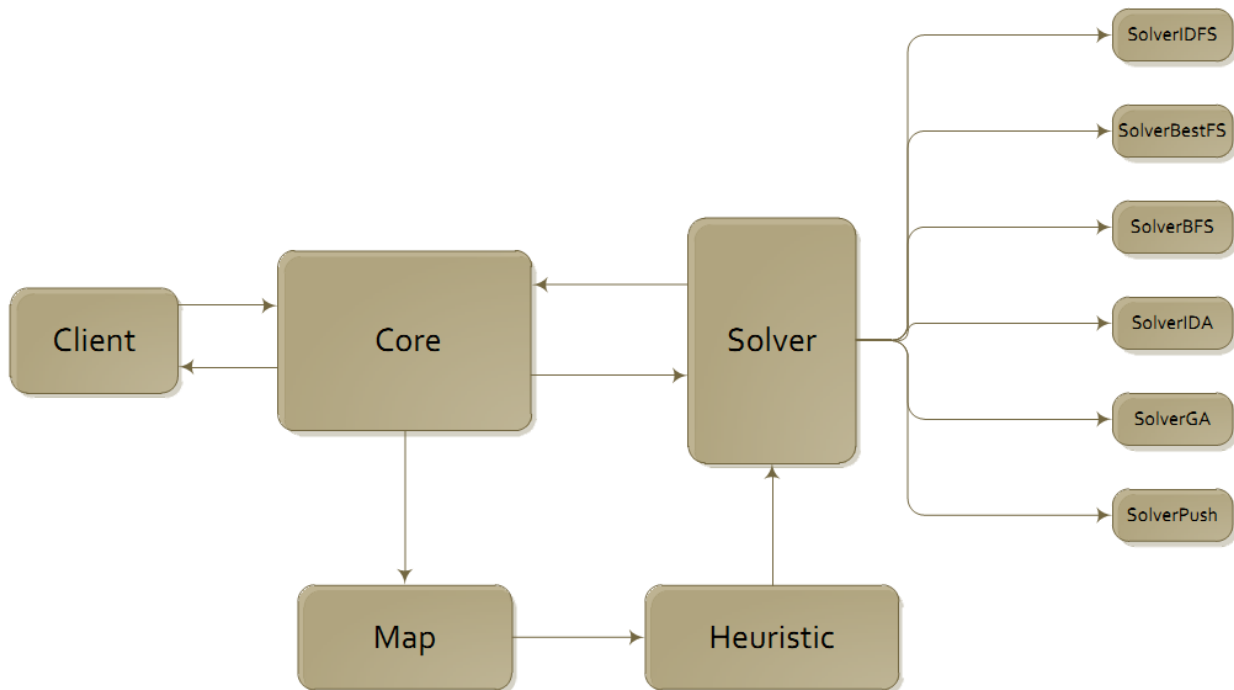 SolverIDFS
SolverBestFS
SolverBFS
Client
Core
Solver
SolverIDA
SolverGA
SolverPush
Map
Heuristic